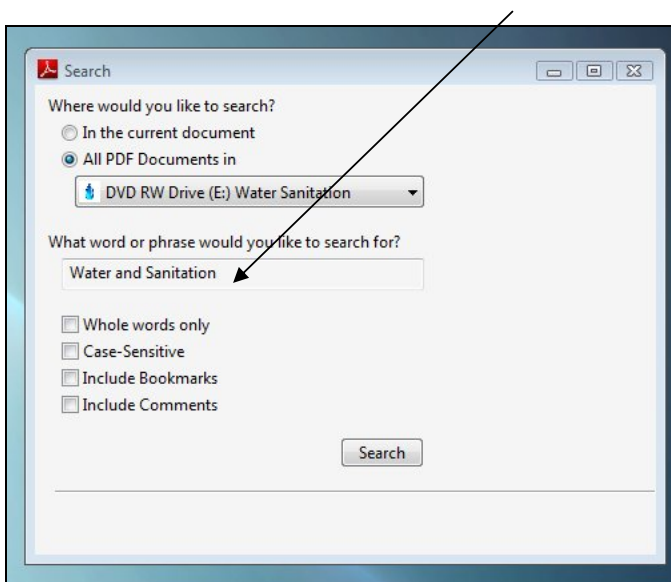 Search
Where would you like to search?
In the current document
All PDF Documents in
DVD RW Drive (E:) Water Sanitation
What word or phrase would you like to search for?
Water and Sanitation
Whole words only
Case-Sensitive
Include Bookmarks
Include Comments
Search